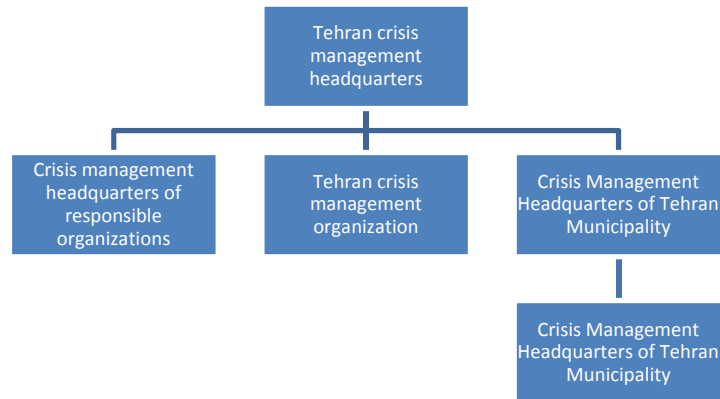 Tehran crisis
management
headquarters
Crisis management
headquarters of
responsible
organizations
Tehran crisis
management
organization
Crisis Management
Headquarters of Tehran
Municipality
Crisis Management
Headquarters of Tehran
Municipality